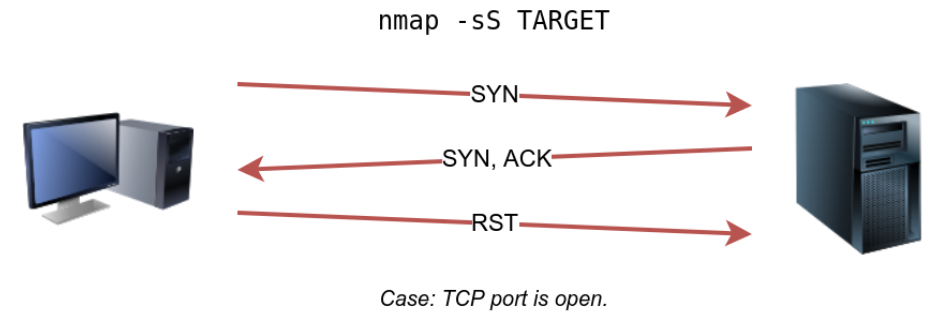 nmap -sS TARGET
SYN
SYN, ACK
RST
Case: TCP port is open.